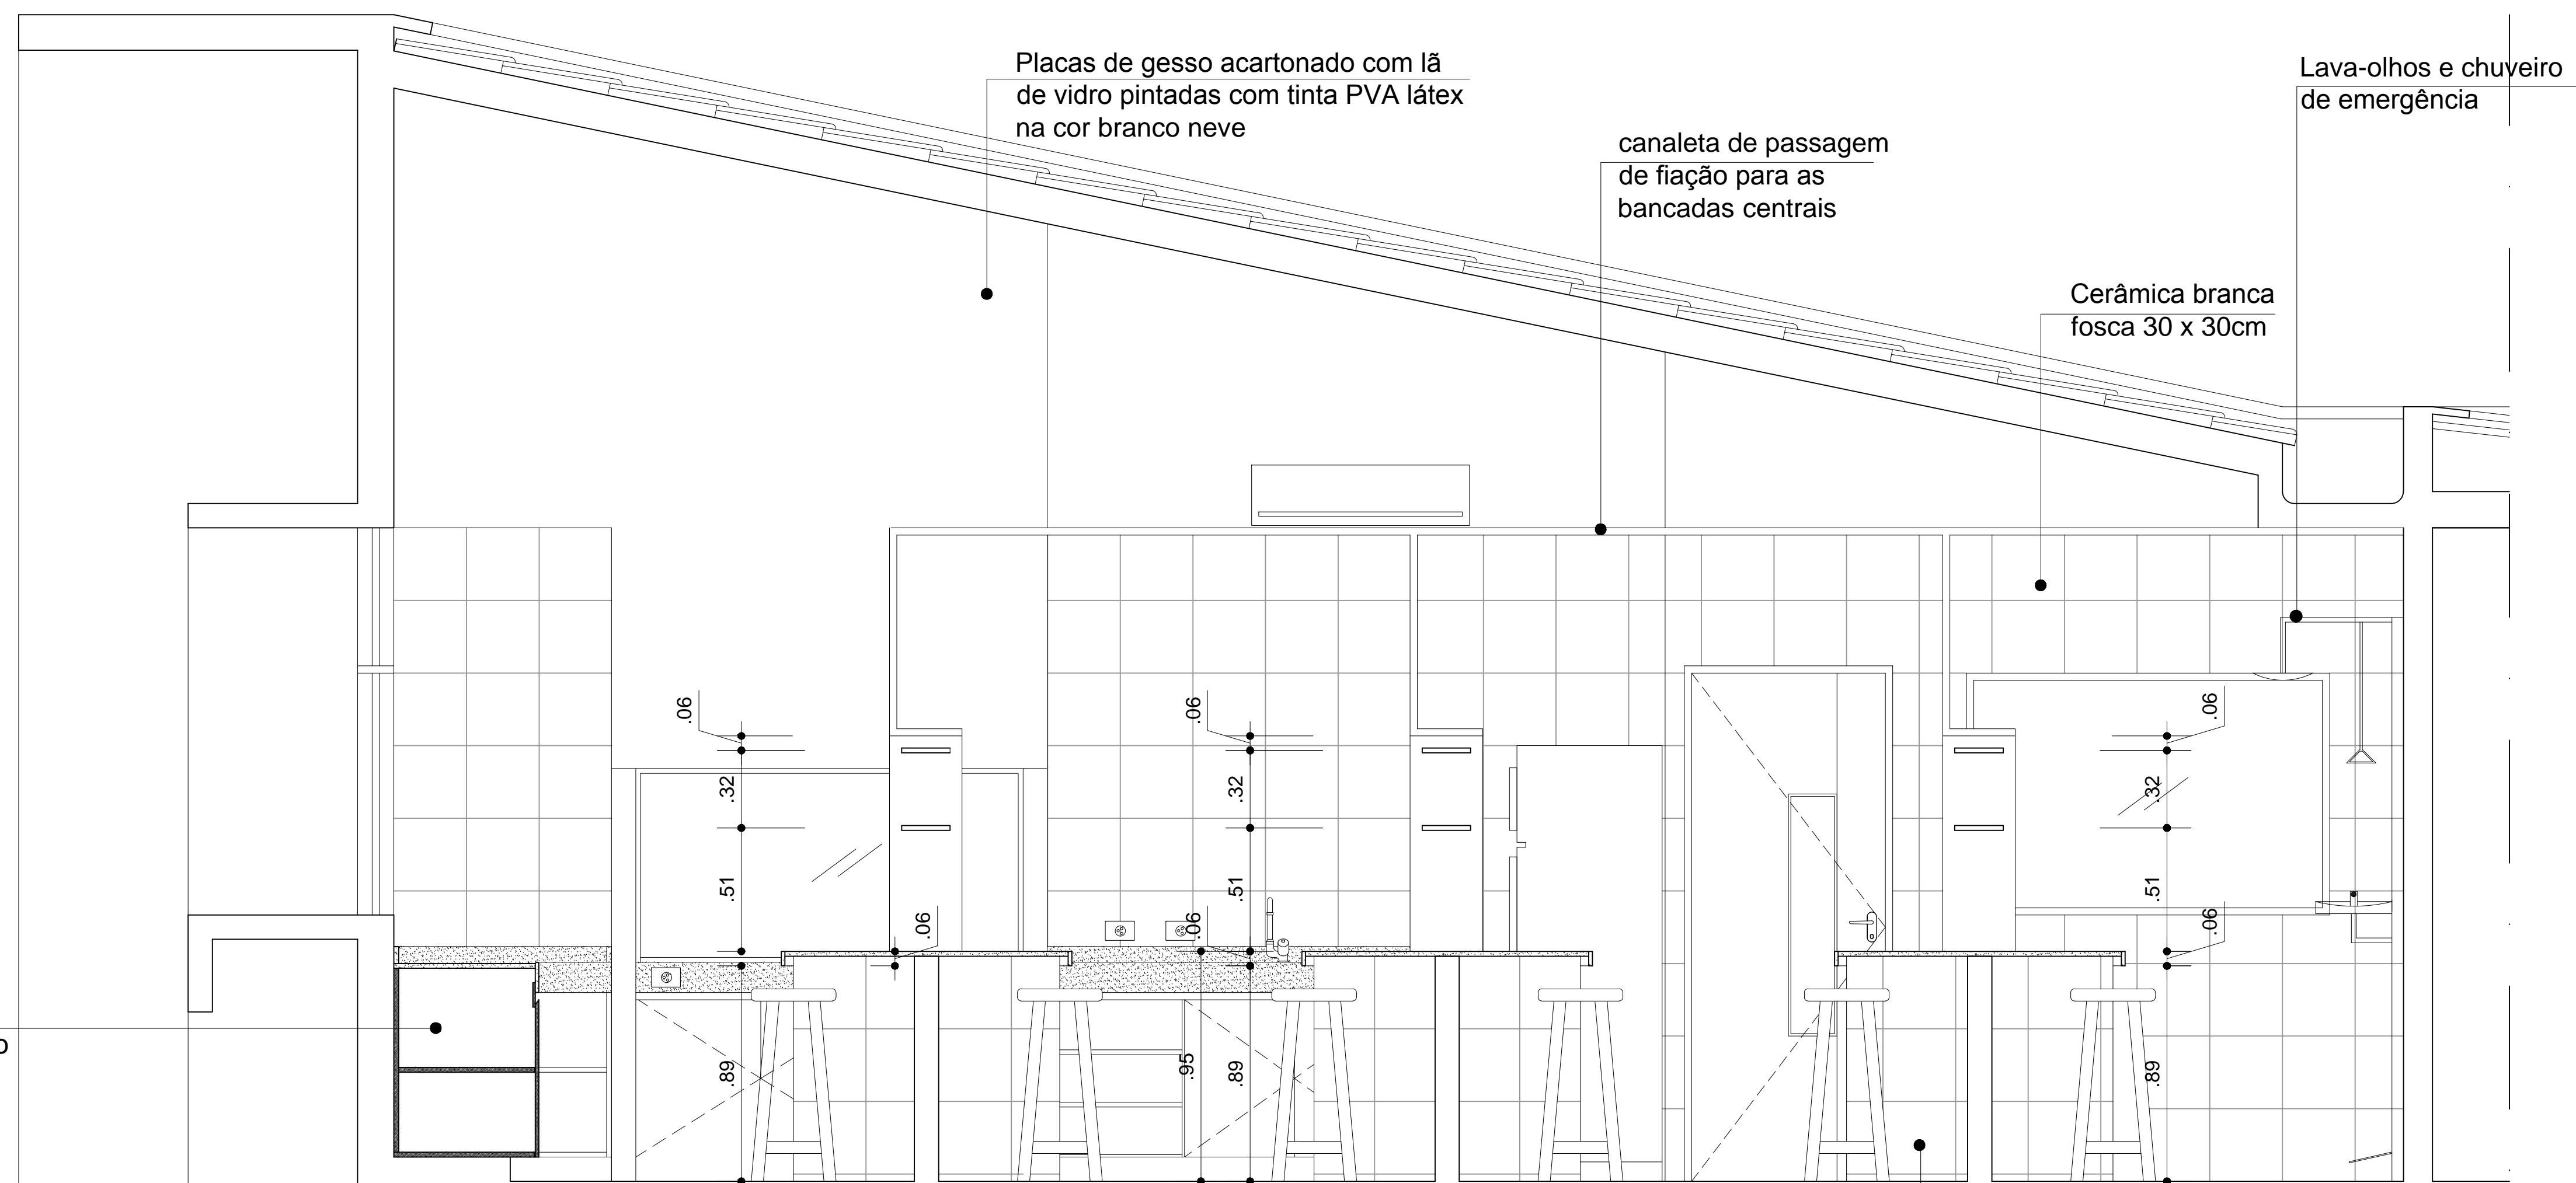 Placas de gesso acartonado com lã
de vidro pintadas com tinta PVA látex
na cor branco neve
Lava-olhos e chuveiro
de emergência
canaleta de passagem
de fiação para as
bancadas centrais
Cerâmica branca
fosca 30 x 30cm
.06
.32
.51
.06
.89
.06
.32
.51
.06
.95
.89
.06
.32
.51
.06
.89
o